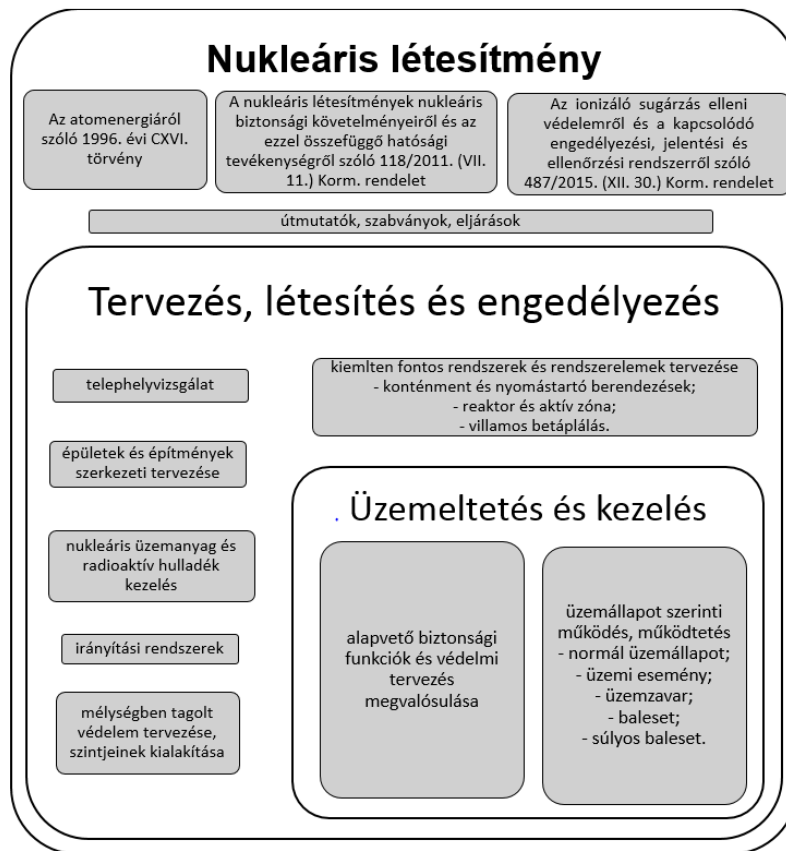 Nukleáris létesítmény
Az atomenergiáról
szóló 1996. évi CXVI.
törvény
A nukleáris létesítmények nukleáris
biztonsági követelményeiről és az
ezzel összefüggő hatósági
tevékenységről szóló 118/2011. (VII.
11.) Korm. rendelet
Az ionizáló sugárzás elleni
védelemről és a kapcsolódó
engedélyezési, jelentési és
ellenőrzési rendszerről szóló
487/2015. (XII. 30.) Korm. rendelet
útmutatók, szabványok, eljárások
Tervezés, létesítés és engedélyezés
telephelyvizsgálat
épületek és építmények
szerkezeti tervezése
nukleáris üzemanyag és
radioaktív hulladék
kezelés
irányítási rendszerek
mélységben tagolt
védelem tervezése,
szintjeinek kialakítása
kiemlten fontos rendszerek és rendszerelemek tervezése
- konténment és nyomástartó berendezések;
- reaktor és aktív zóna;
- villamos betáplálás.
Üzemeltetés és kezelés
alapvető biztonsági
funkciók és védelmi
tervezés
megvalósulása
üzemállapot szerinti
működés, működtetés
- normál üzemállapot;
- üzemi esemény;
- üzemzavar;
- baleset;
- súlyos baleset.